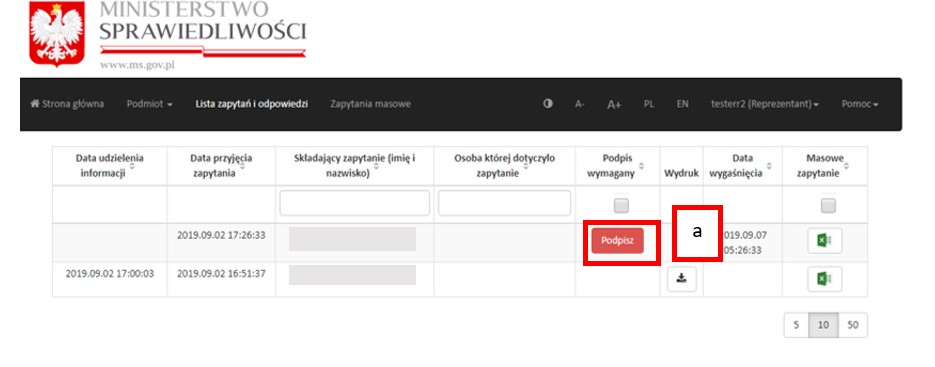 MINISTERSTWO
SPRAWIEDLIWOŚCI
www.ms.gov.pl
Strona główna Podmiot Lista zapytań i odpowiedzi Zapytania masowe A- A+ PL EN testerr2 (Reprezentant) Pomoc
Data udzielenia informacji Data przyjęcia zapytania Składający zapytanie (imię i nazwisko) Osoba której dotyczyło zapytanie Podpis wymagany Wydruk Data wygaśnięcia Masowe zapytanie
2019.09.02 17:26:33 Podpisz a 019.09.07
05:26:33
2019.09.02 17:00:03 2019.09.02 16:51:37
5 10 50